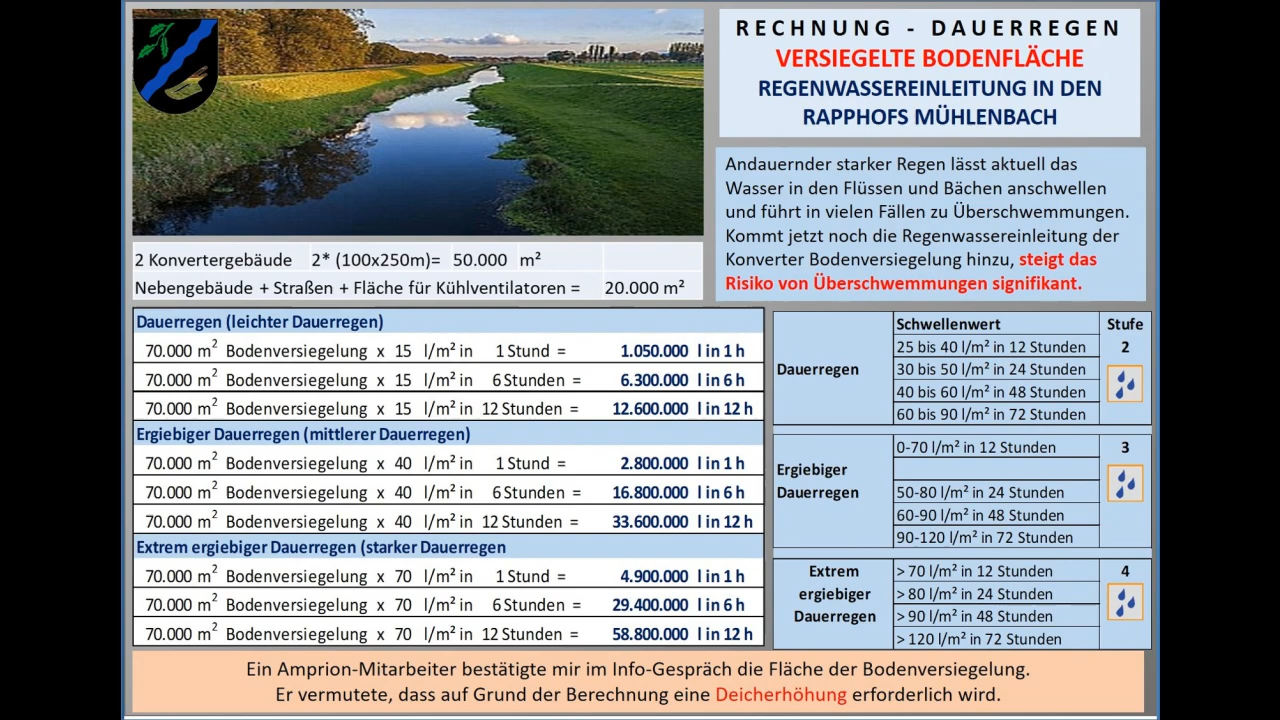 RECHNUNG - DAUERREGEN
VERSIEGELTE BODENFLÄCHE
REGENWASSEREINLEITUNG IN DEN
RAPPHOFS MÜHLENBACH
Andauernder starker Regen lässt aktuell das
Wasser in den Flüssen und Bächen anschwellen
und führt in vielen Fällen zu Überschwemmungen.
Kommt jetzt noch die Regenwassereinleitung der
Konverter Bodenversiegelung hinzu, steigt das
Risiko von Überschwemmungen signifikant.
2 Konvertergebäude 2* (100x250m)= 50.000 m²
Nebengebäude + Straßen + Fläche für Kühlventilatoren = 20.000 m²
Dauerregen (leichter Dauerregen)
70.000 m² Bodenversiegelung x 15 l/m² in 1 Stund = 1.050.000 l in 1 h
70.000 m² Bodenversiegelung x 15 l/m² in 6 Stunden = 6.300.000 l in 6 h
70.000 m² Bodenversiegelung x 15 l/m² in 12 Stunden = 12.600.000 l in 12 h
Ergiebiger Dauerregen (mittlerer Dauerregen)
70.000 m² Bodenversiegelung x 40 l/m² in 1 Stund = 2.800.000 l in 1 h
70.000 m² Bodenversiegelung x 40 l/m² in 6 Stunden = 16.800.000 l in 6 h
70.000 m² Bodenversiegelung x 40 l/m² in 12 Stunden = 33.600.000 l in 12 h
Extrem ergiebiger Dauerregen (starker Dauerregen
70.000 m² Bodenversiegelung x 70 l/m² in 1 Stund = 4.900.000 l in 1 h
70.000 m² Bodenversiegelung x 70 l/m² in 6 Stunden = 29.400.000 l in 6 h
70.000 m² Bodenversiegelung x 70 l/m² in 12 Stunden = 58.800.000 l in 12 h
Schwellenwert Stufe
25 bis 40 l/m² in 12 Stunden 2
Dauerregen 30 bis 50 l/m² in 24 Stunden
40 bis 60 l/m² in 48 Stunden
60 bis 90 l/m² in 72 Stunden
0-70 l/m² in 12 Stunden 3
Ergiebiger
Dauerregen 50-80 l/m² in 24 Stunden
60-90 l/m² in 48 Stunden
90-120 l/m² in 72 Stunden
Extrem > 70 l/m² in 12 Stunden 4
ergiebiger > 80 l/m² in 24 Stunden
Dauerregen > 90 l/m² in 48 Stunden
> 120 l/m² in 72 Stunden
Ein Amprion-Mitarbeiter bestätigte mir im Info-Gespräch die Fläche der Bodenversiegelung.
Er vermutete, dass auf Grund der Berechnung eine Deicherhöhung erforderlich wird.